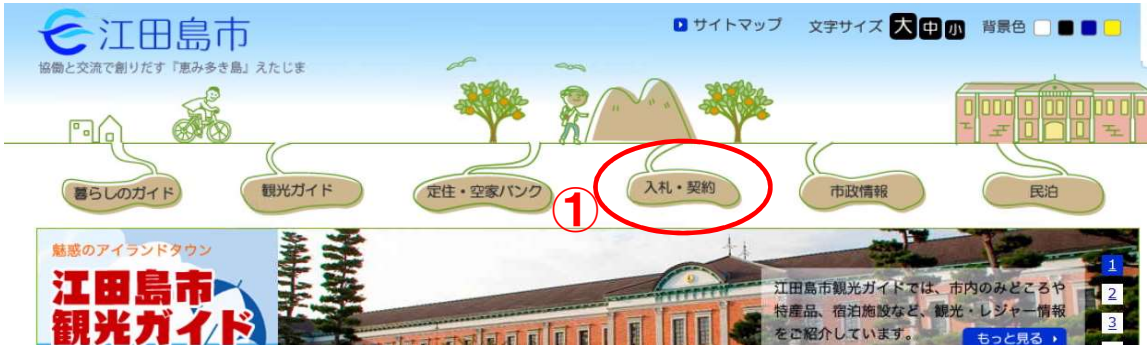 江田島市
サイトマップ 文字サイズ 大 中 小 背景色
協働と交流で創りだす『恵み多き島』えたじま
暮らしのガイド
観光ガイド
定住・空家バンク
入札・契約
市政情報
民泊
①
魅惑のアイランドタウン
江田島市
観光ガイド
江田島市観光ガイドでは、市内のみどころや
特産品、宿泊施設など、観光・レジャー情報
をご紹介しています。
もっと見る
1
2
3